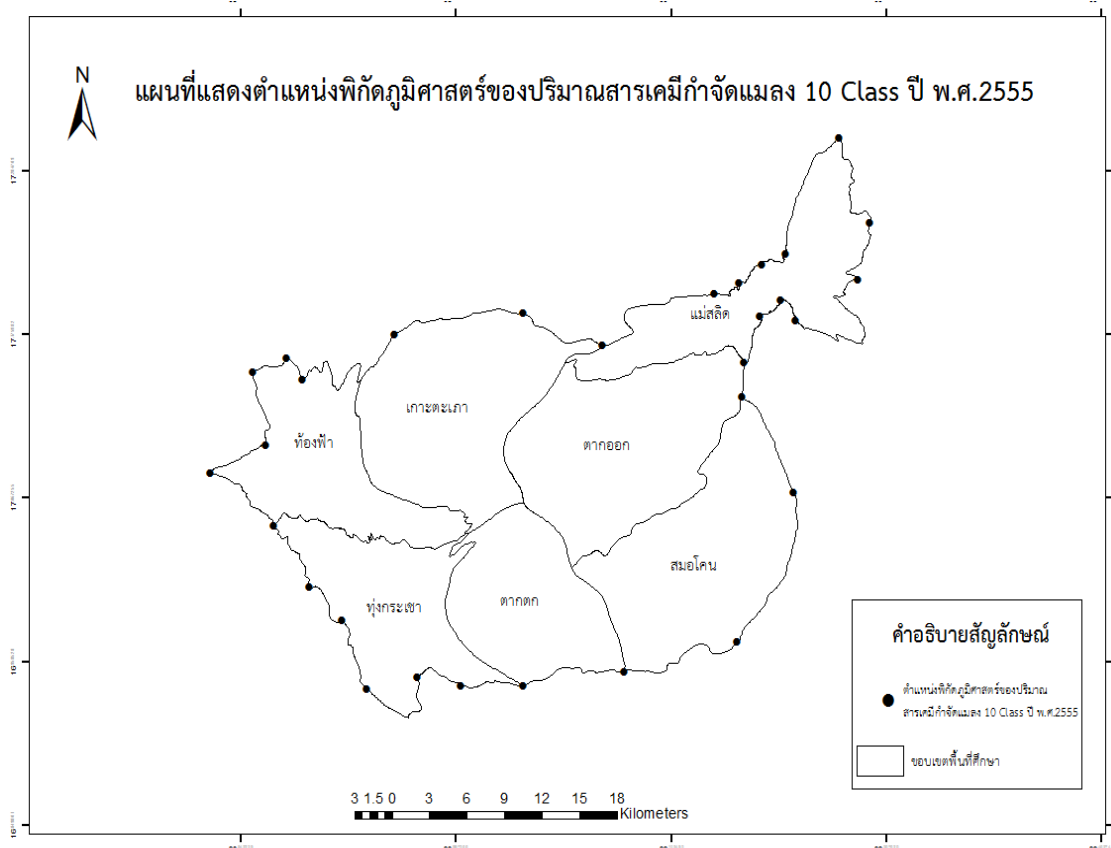 N
แผนที่แสดงตำแหน่งพิกัดภูมิศาสตร์ของปริมาณสารเคมีกำจัดแมลง 10 Class ปี พ.ศ.2555
แม่สลิด
เกาะตะเภา
ท้องฟ้า
ตากออก
สมอโคน
ตากตก
ทุ่งกระเชา
คำอธิบายสัญลักษณ์
ตำแหน่งพิกัดภูมิศาสตร์ของปริมาณ
สารเคมีกำจัดแมลง 10 Class ปี พ.ศ.2555
ขอบเขตพื้นที่ศึกษา
3 1.5 0 3 6 9 12 15 18
Kilometers